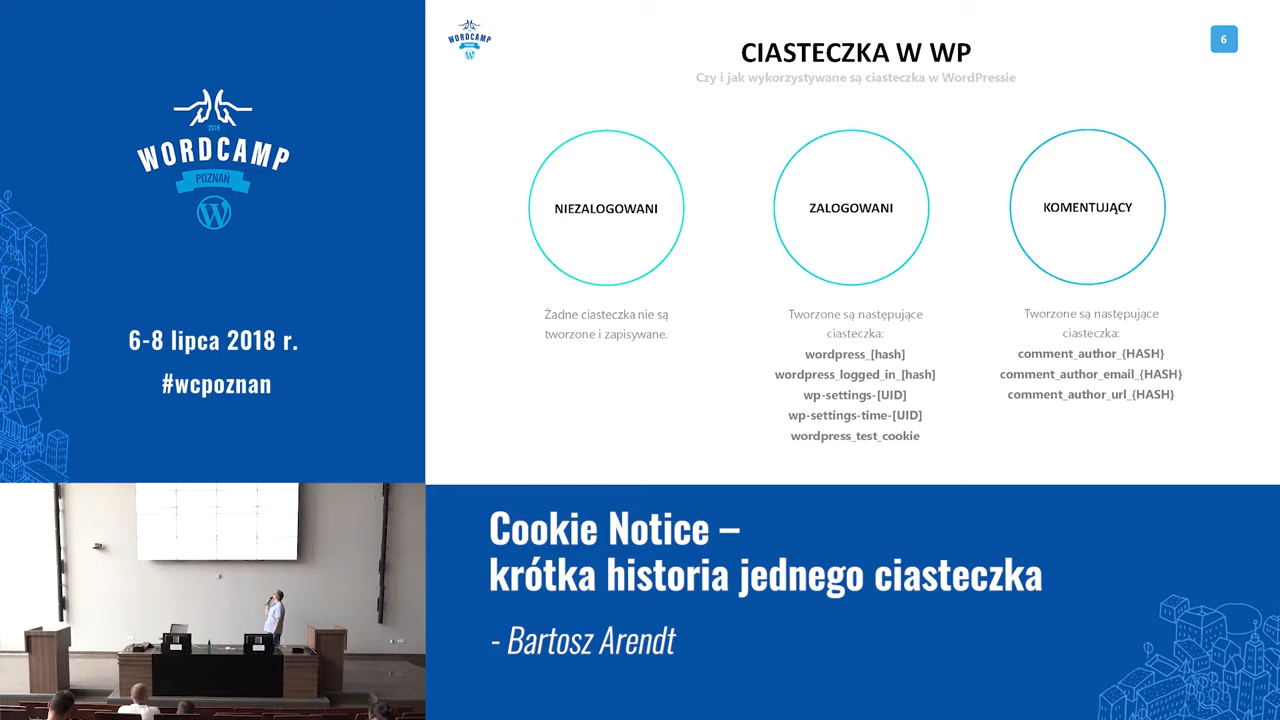 2018
WORDCAMP
POZNAŃ
6-8 lipca 2018 r.
#wcpoznan
WORDCAMP
6
CIASTECZKA W WP
Czy i jak wykorzystywane są ciasteczka w WordPressie
NIEZALOGOWANI
Żadne ciasteczka nie są
tworzone i zapisywane.
ZALOGOWANI
Tworzone są następujące
ciasteczka:
wordpress_[hash]
wordpress_logged_in_[hash]
wp-settings-[UID]
wp-settings-time-[UID]
wordpress_test_cookie
KOMENTUJĄCY
Tworzone są następujące
ciasteczka:
comment_author_{HASH}
comment_author_email_{HASH}
comment_author_url_{HASH}
Cookie Notice –
krótka historia jednego ciasteczka
- Bartosz Arendt